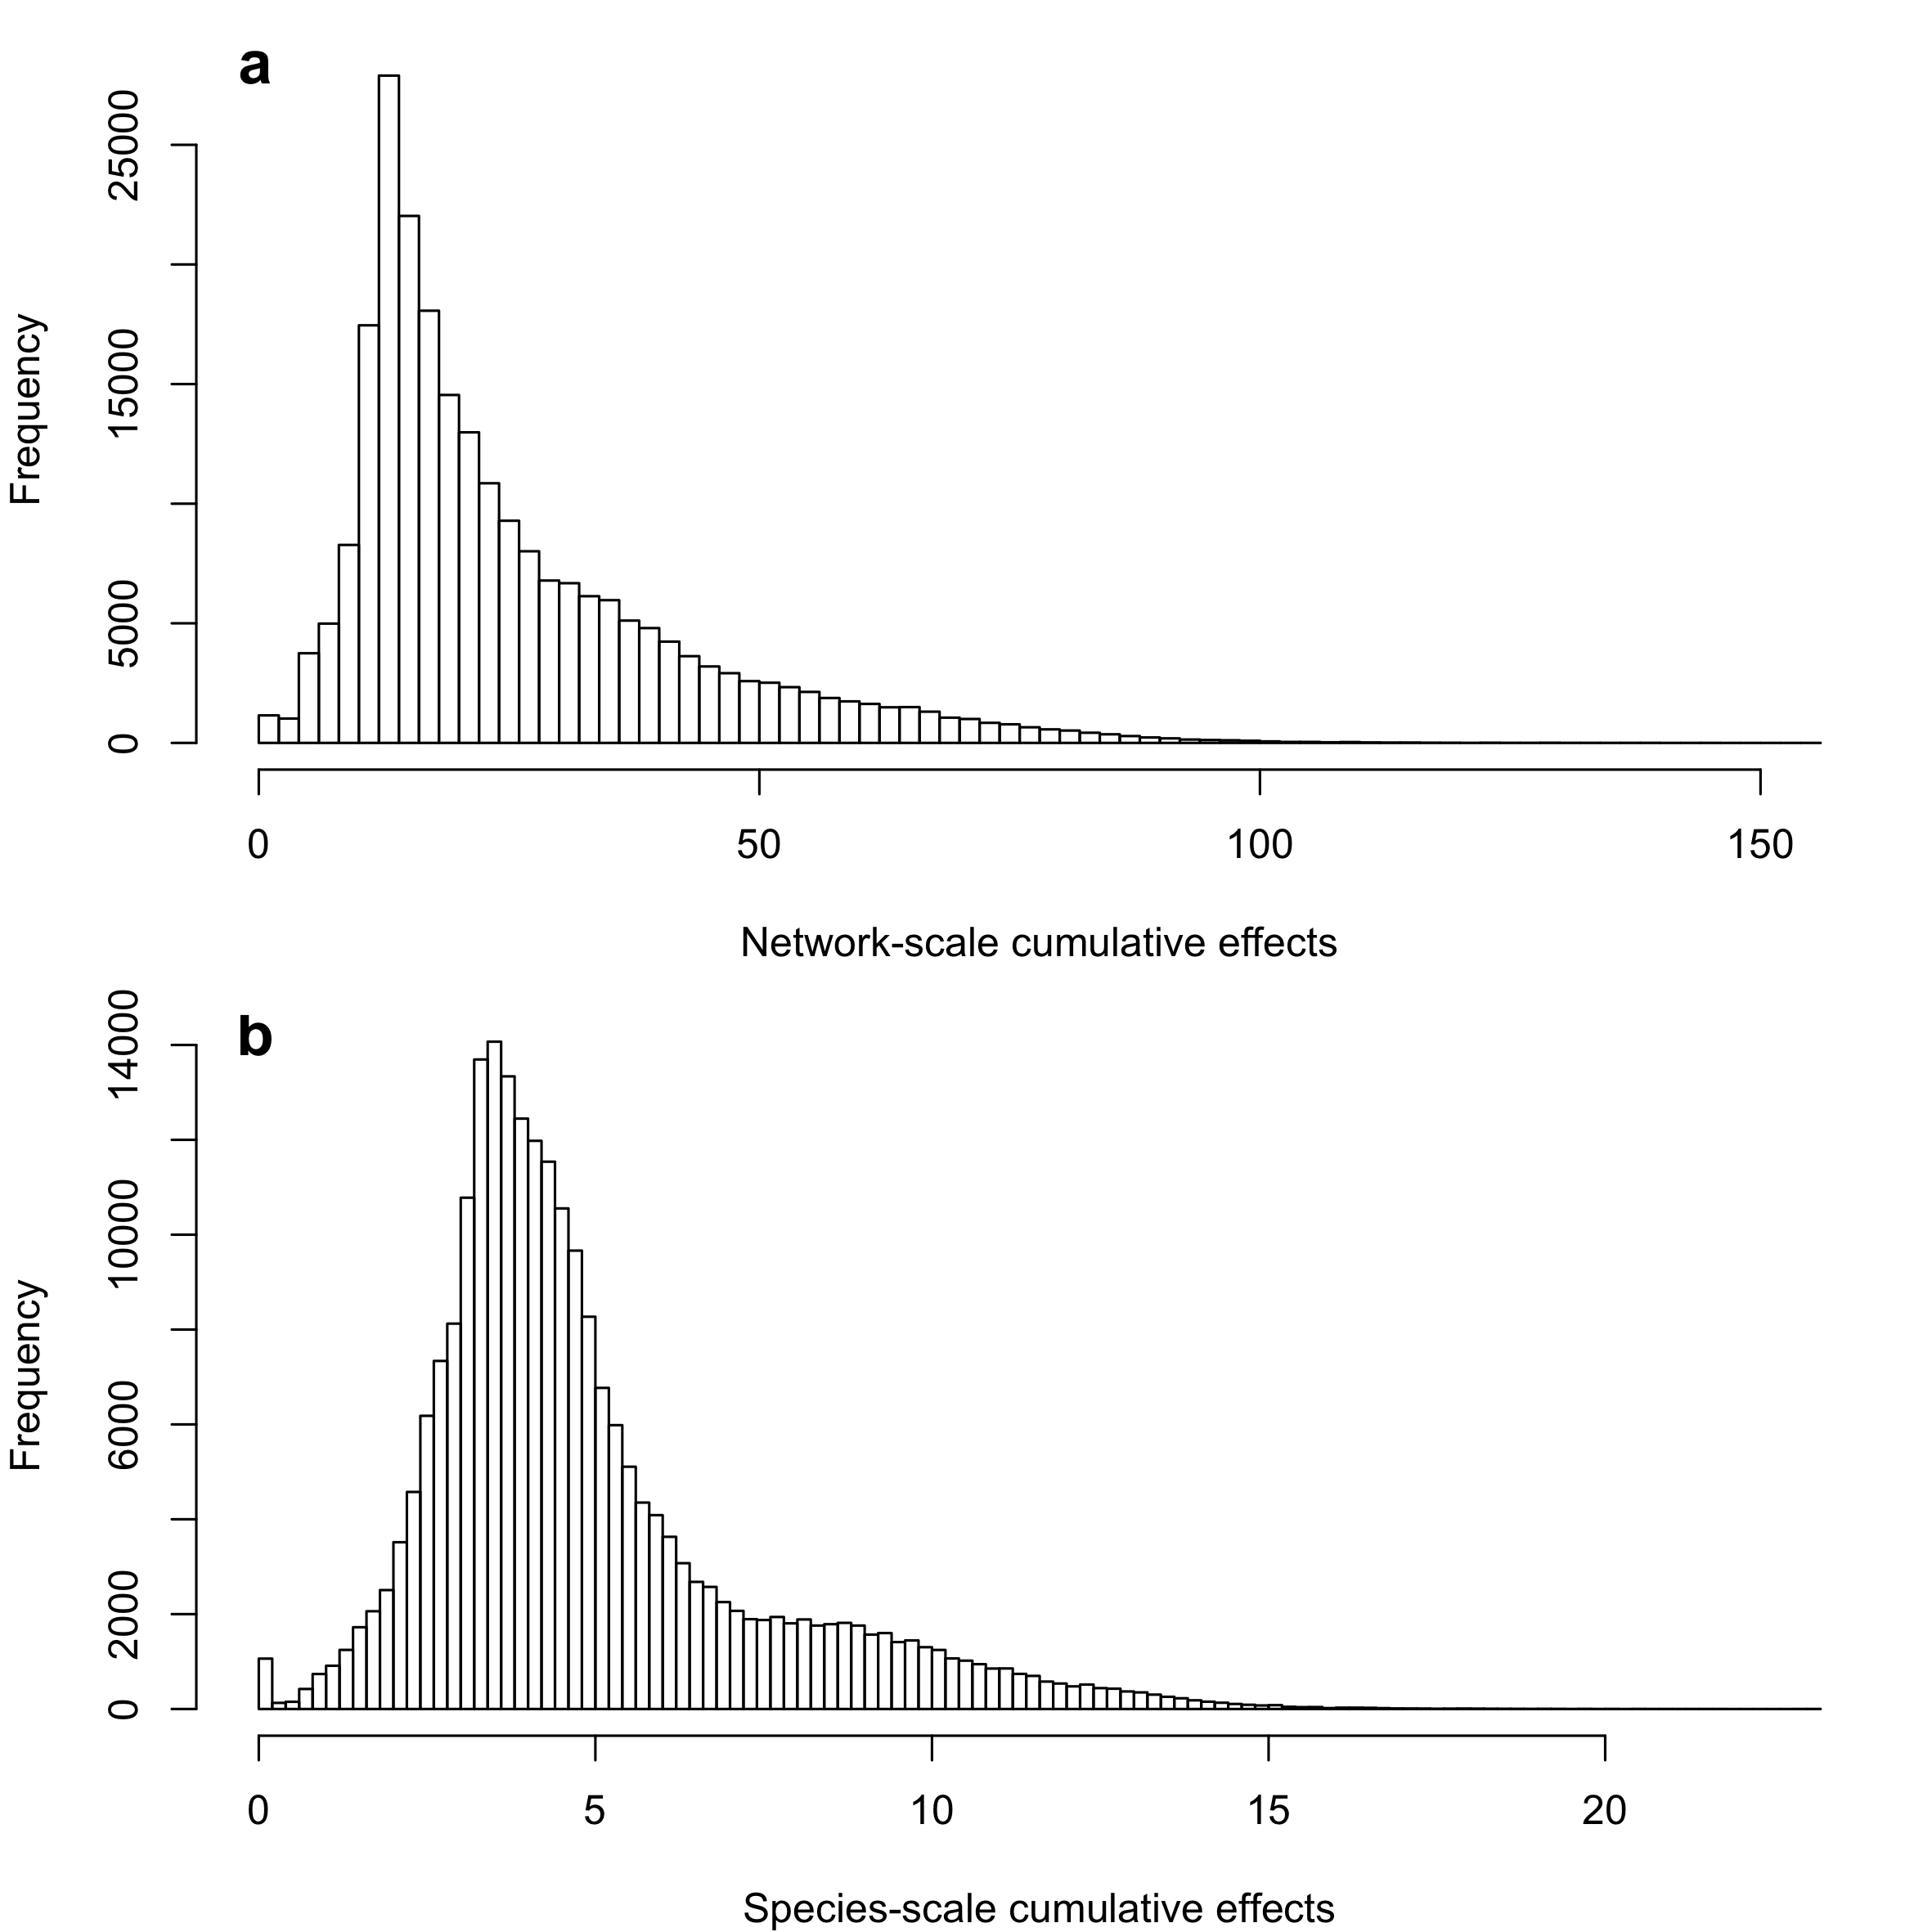 a
Frequency
25000
15000
5000
0
0 50 100 150
Network-scale cumulative effects
b
Frequency
14000
10000
6000
2000
0
0 5 10 15 20
Species-scale cumulative effects